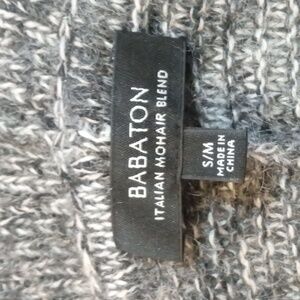 BABATON
ITALIAN MOHAIR BLEND
S/M
MADE IN
CHINA